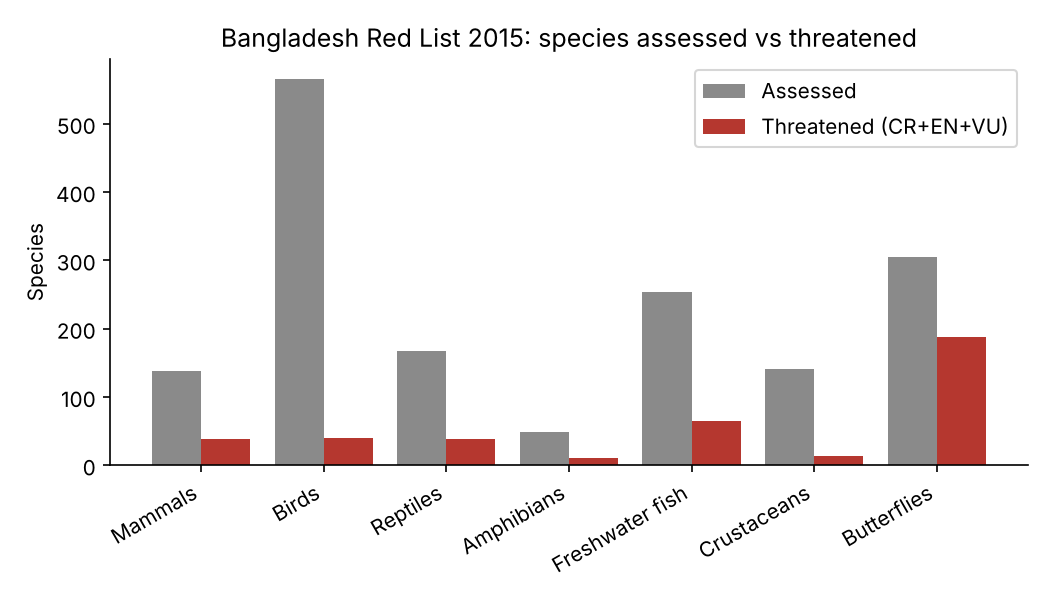 Bangladesh Red List 2015: species assessed vs threatened
Assessed
Threatened (CR+EN+VU)
Species
500
400
300
200
100
0
Mammals
Birds
Reptiles
Amphibians
Freshwater fish
Crustaceans
Butterflies